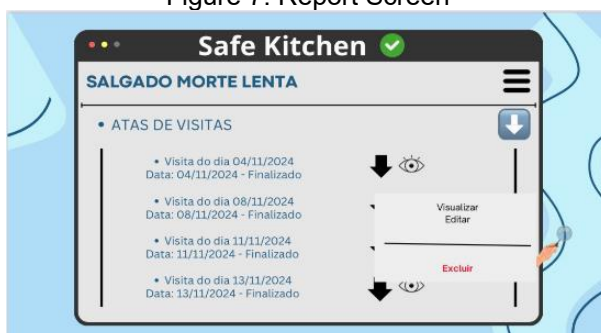 Figure 7. Report Screen
Safe Kitchen
SALGADO MORTE LENTA
• ATAS DE VISITAS
• Visita do dia 04/11/2024
Data: 04/11/2024 - Finalizado
• Visita do dia 08/11/2024
Data: 08/11/2024 - Finalizado
• Visita do dia 11/11/2024
Data: 11/11/2024 - Finalizado
• Visita do dia 13/11/2024
Data: 13/11/2024 - Finalizado
Visualizar
Editar
Excluir